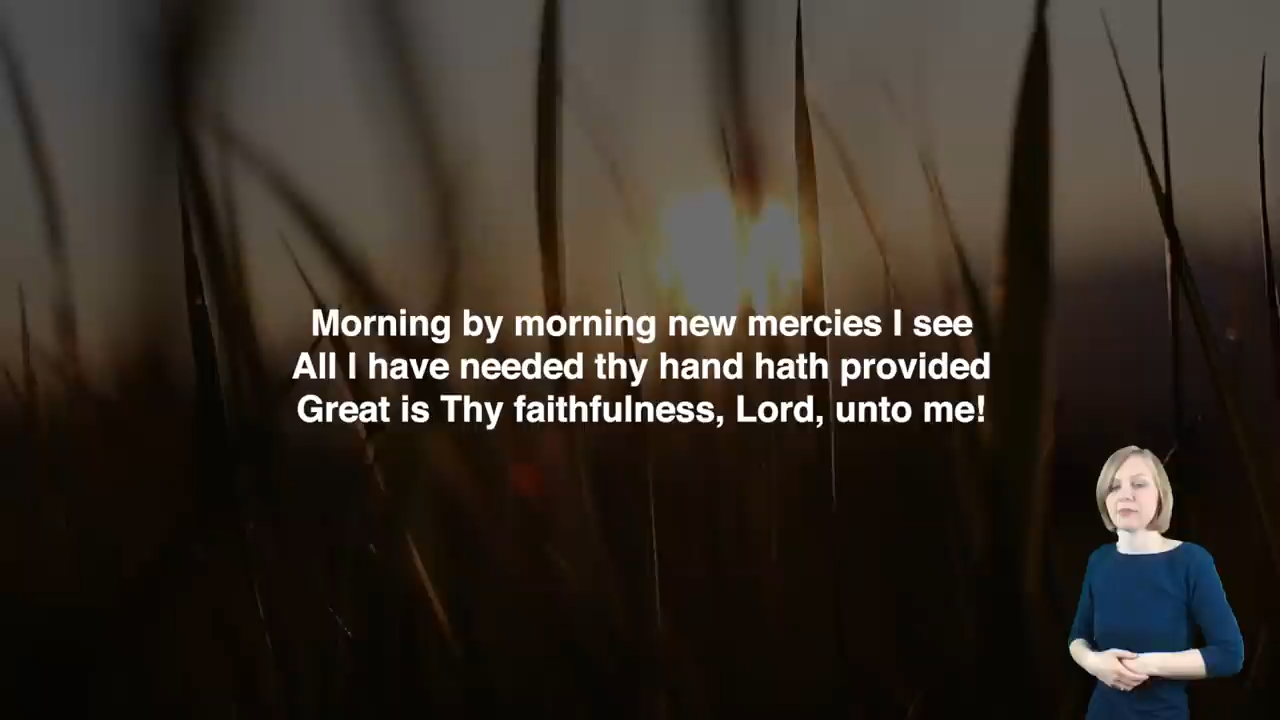 Morning by morning new mercies I see
All I have needed thy hand hath provided
Great is Thy faithfulness, Lord, unto me!